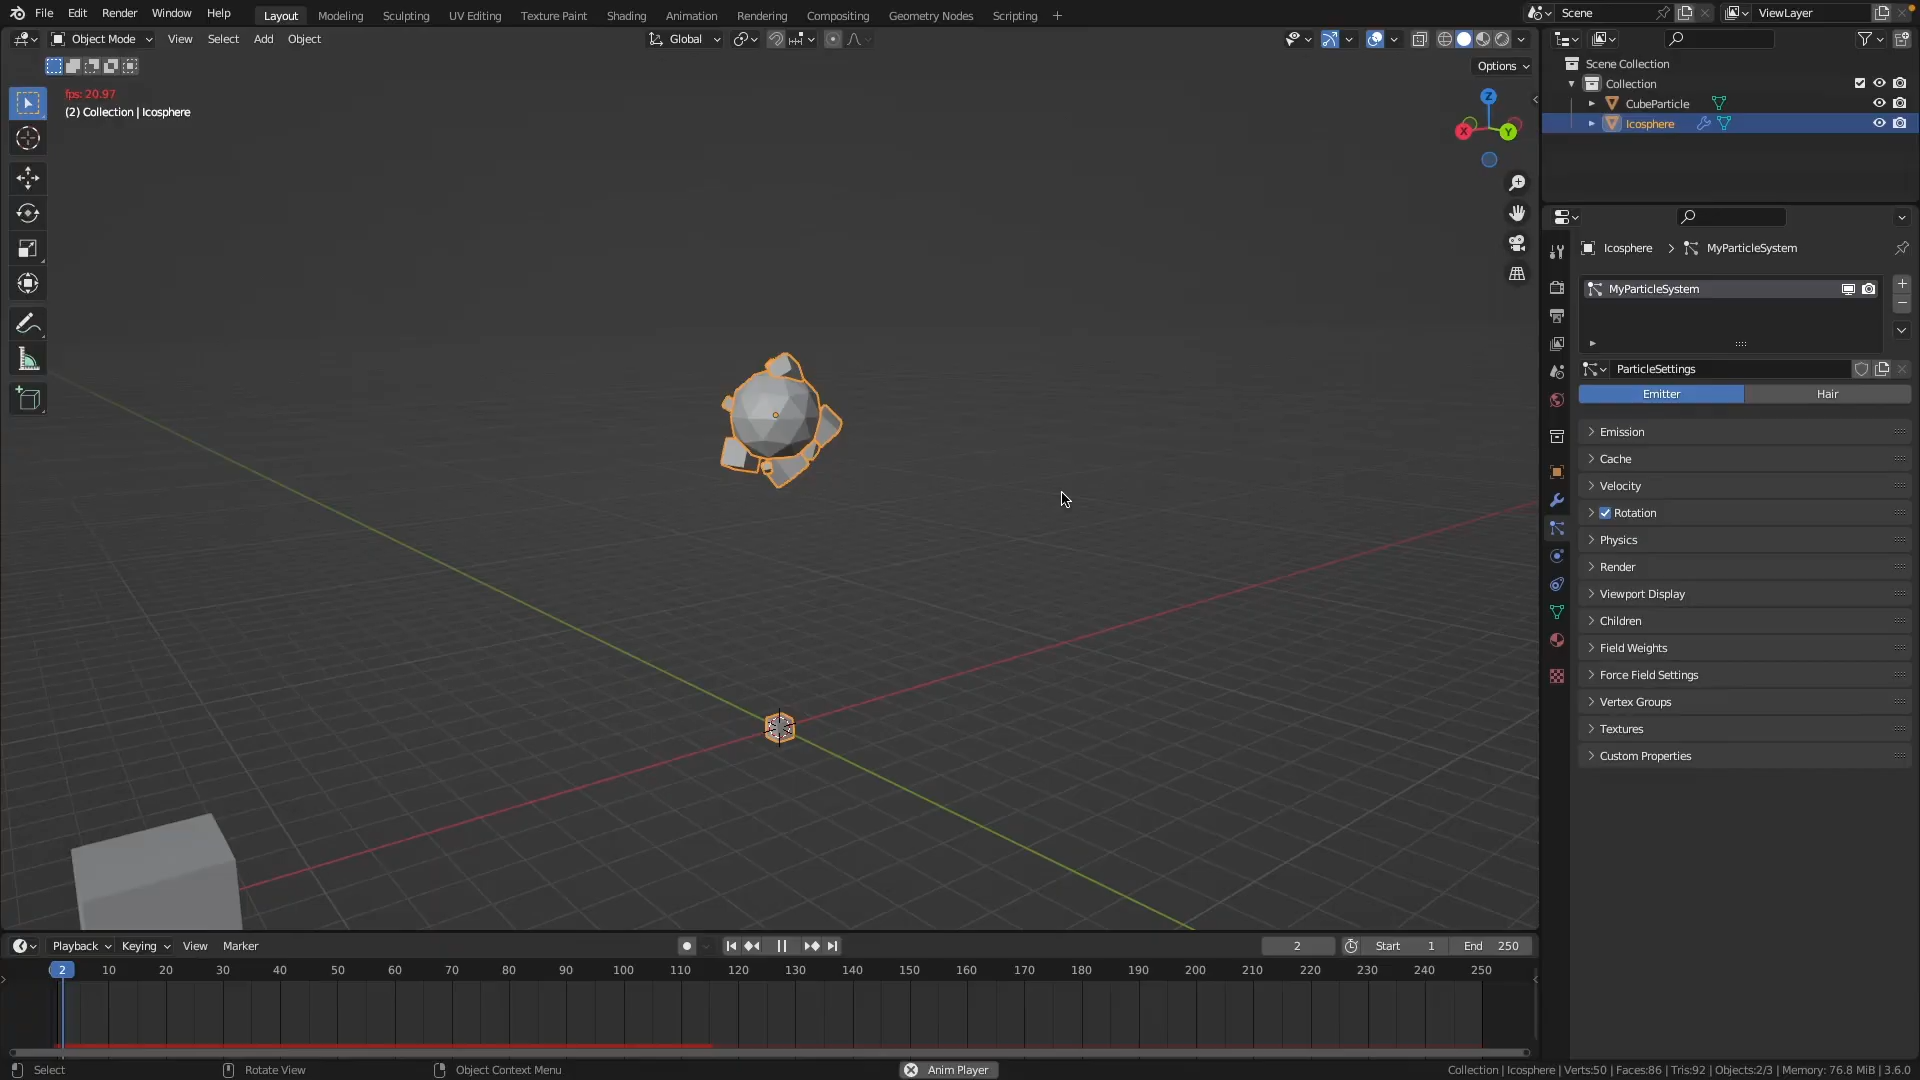 File Edit Render Window Help Layout Modeling Sculpting UV Editing Texture Paint Shading Animation Rendering Compositing Geometry Nodes Scripting + Scene ViewLayer
Object Mode View Select Add Object Global
Options
fps: 20.97
(2) Collection | Icosphere
Z
X
Y
Scene Collection
Collection
CubeParticle
Icosphere
Icosphere > MyParticleSystem
MyParticleSystem
ParticleSettings
Emitter Hair
Emission
Cache
Velocity
Rotation
Physics
Render
Viewport Display
Children
Field Weights
Force Field Settings
Vertex Groups
Textures
Custom Properties
Playback Keying View Marker 2 Start 1 End 250
2 10 20 30 40 50 60 70 80 90 100 110 120 130 140 150 160 170 180 190 200 210 220 230 240 250
Select Rotate View Object Context Menu Anim Player Collection | Icosphere | Verts:50 | Faces:86 | Tris:92 | Objects:2/3 | Memory: 76.8 MiB | 3.6.0